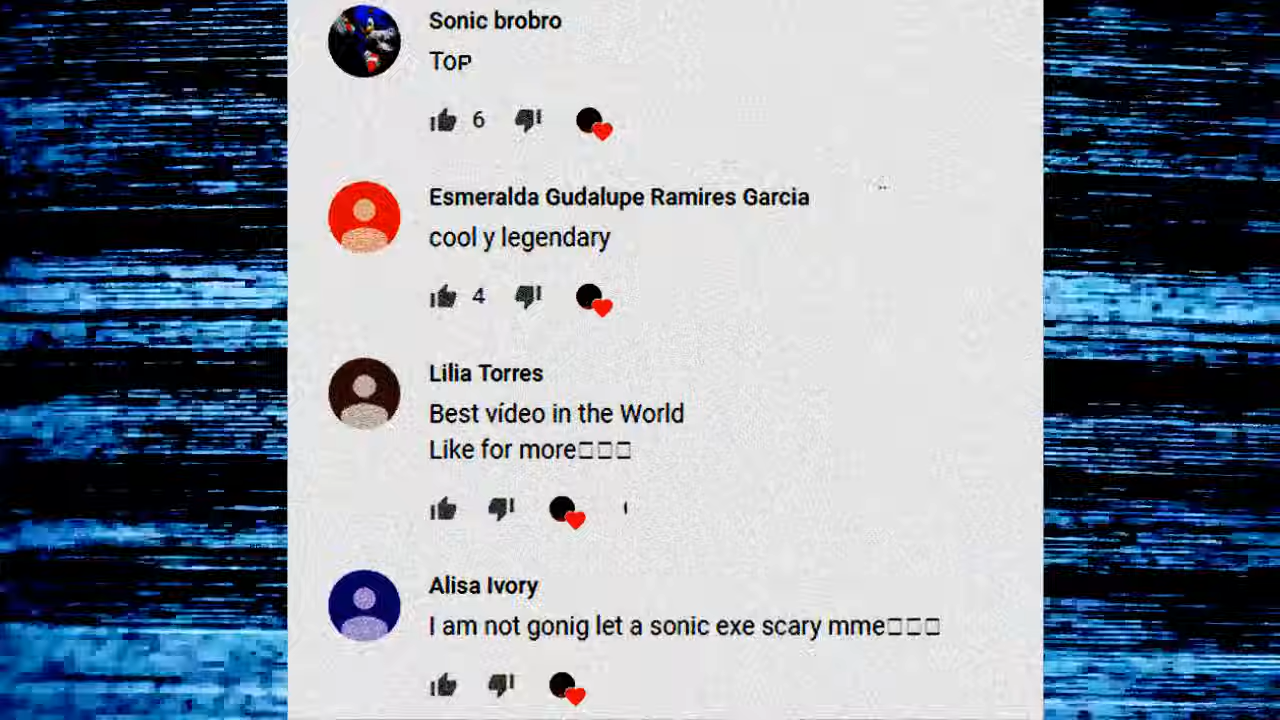 Sonic brobro
Top
6
Esmeralda Gudalupe Ramires Garcia
cool y legendary
4
Lilia Torres
Best vídeo in the World
Like for more□□□
Alisa Ivory
I am not gonig let a sonic exe scary mme□□□